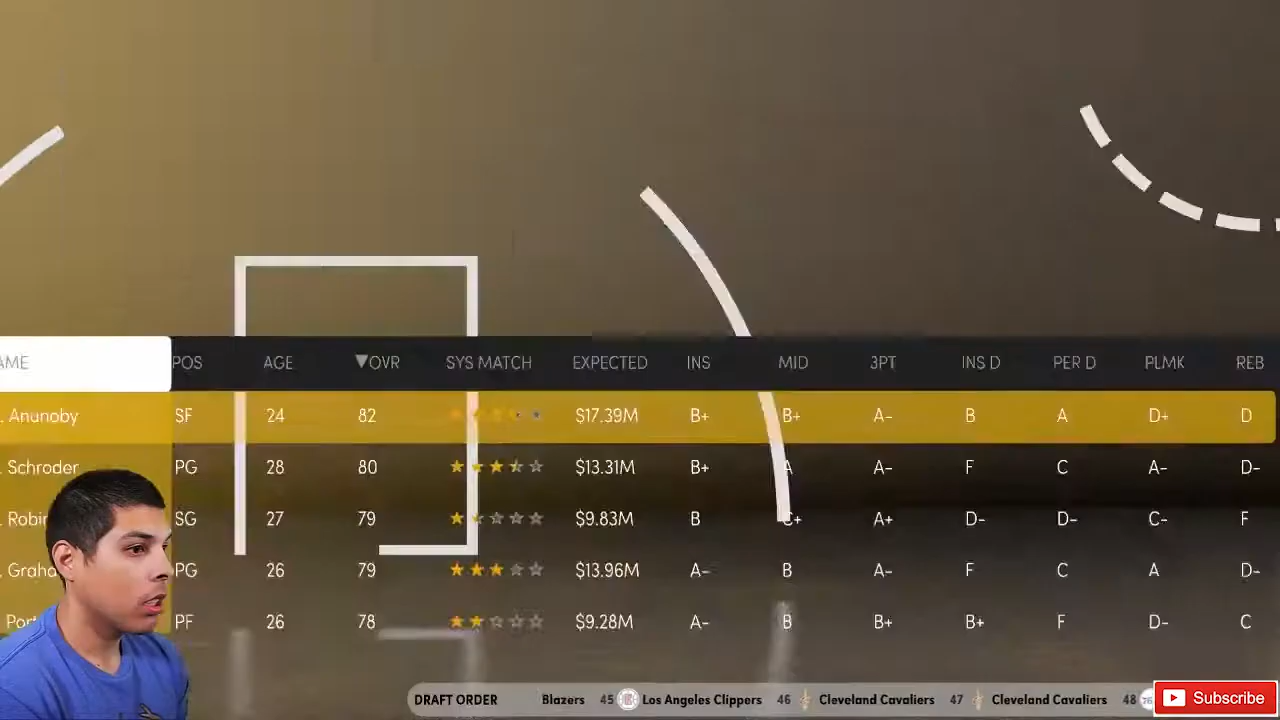 AME POS AGE ▼OVR SYS MATCH EXPECTED INS MID 3PT INS D PER D PLMK REB
. Anunoby SF 24 82 $17.39M B+ B+ A- B A D+ D
. Schroder PG 28 80 $13.31M B+ A A- F C A- D-
. Robi SG 27 79 $9.83M B C+ A+ D- D- C- F
. Graha PG 26 79 $13.96M A- B A- F C A D-
. Port PF 26 78 $9.28M A- B B+ B+ F D- C
DRAFT ORDER Blazers 45 Los Angeles Clippers 46 Cleveland Cavaliers 47 Cleveland Cavaliers 48
Subscribe